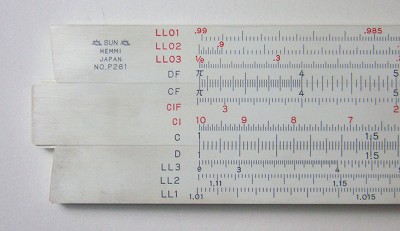 LL01 .99 .985
LL02 .9
LL03 1/e .3 .2
SUN
HEMMI
JAPAN
NO.P261
DF π 4 5
CF π 4 5
CIF 3 2
CI 10 9 8 7
C 1 1.5
D 1 1.5
LL3 e 3 4
LL2 1.11 1.15
LL1 1.01 1.015